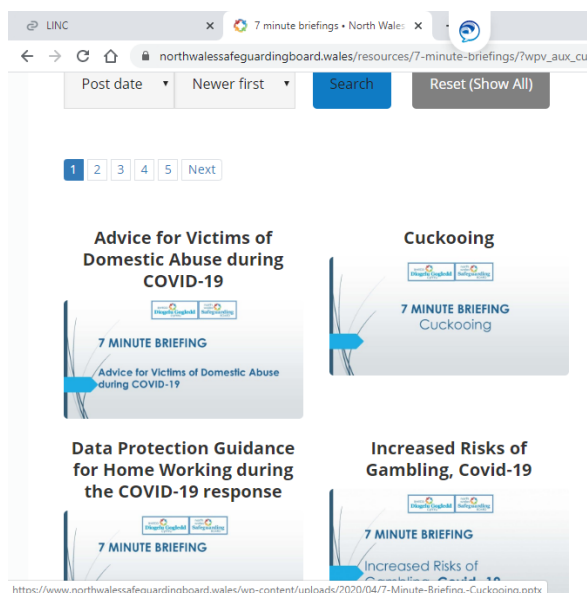 LINC
7 minute briefings • North Wales
northwalessafeguardingboard.wales/resources/7-minute-briefings/?wpv_aux_cu
Post date
Newer first
Search
Reset (Show All)
1 2 3 4 5 Next
Advice for Victims of
Domestic Abuse during
COVID-19
Cuckooing
7 MINUTE BRIEFING
Advice for Victims of Domestic Abuse
during COVID-19
7 MINUTE BRIEFING
Cuckooing
Data Protection Guidance
for Home Working during
the COVID-19 response
Increased Risks of
Gambling, Covid-19
7 MINUTE BRIEFING
7 MINUTE BRIEFING
Increased Risks of
Gambling, Covid-19
https://www.northwalessafeguardingboard.wales/wp-content/uploads/2020/04/7-Minute-Briefing.-Cuckooing.pptx